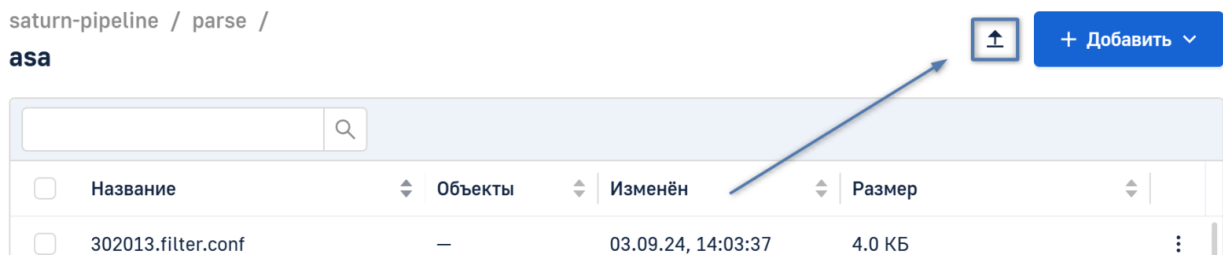 saturn-pipeline / parse /
asa
+ Добавить
Название Объекты Изменён Размер
302013.filter.conf — 03.09.24, 14:03:37 4.0 КБ